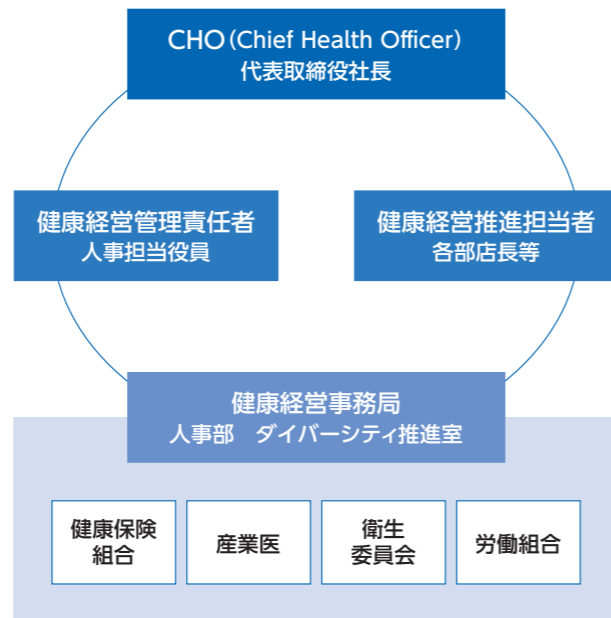 CHO(Chief Health Officer)
代表取締役社長
健康経営管理責任者
人事担当役員
健康経営推進担当者
各部店長等
健康経営事務局
人事部　ダイバーシティ推進室
健康保険
組合
産業医
衛生
委員会
労働組合